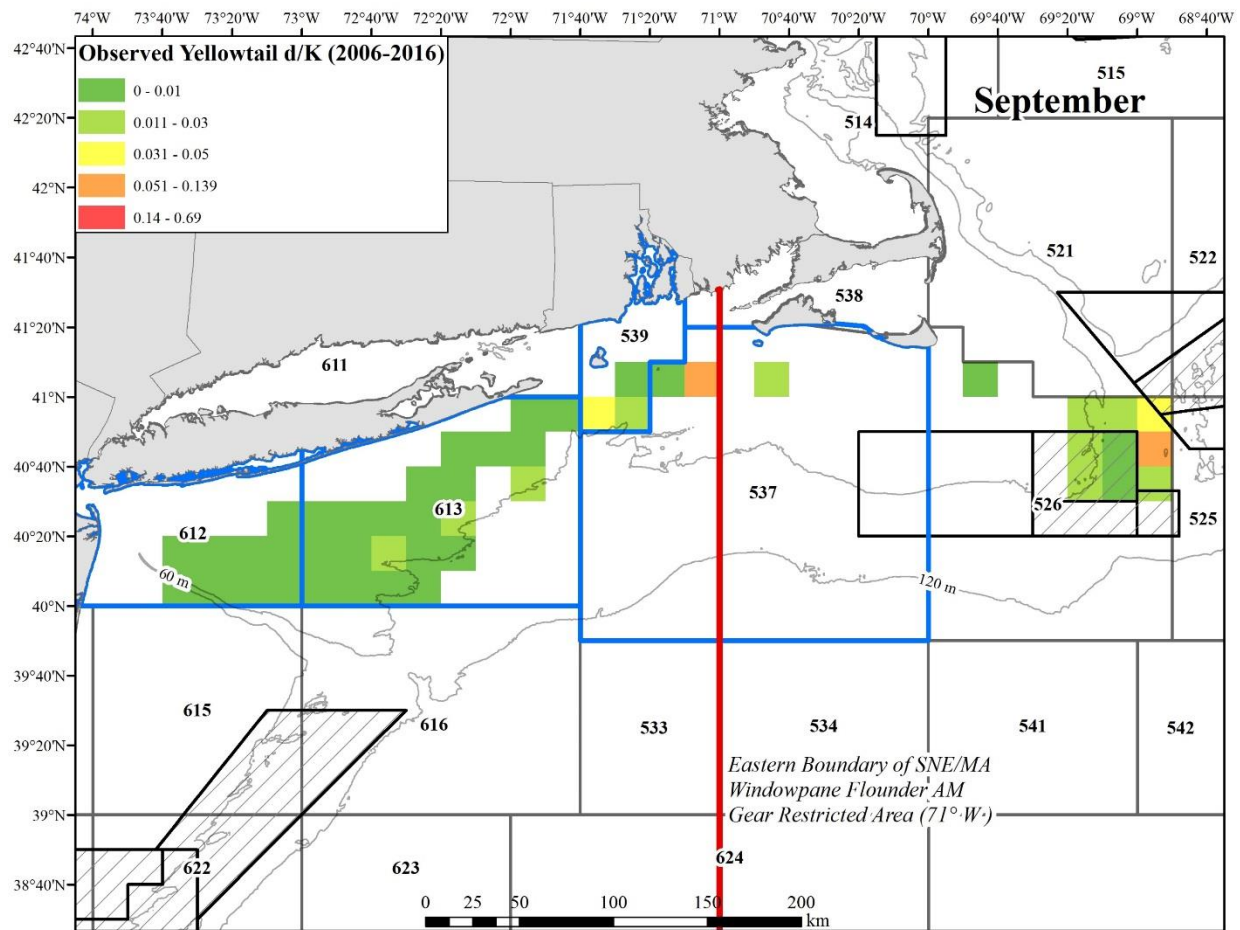 74°W 73°40'W 73°20'W 73°W 72°40'W 72°20'W 72°W 71°40'W 71°20'W 71°W 70°40'W 70°20'W 70°W 69°40'W 69°20'W 69°W 68°40'W
42°40'N
42°20'N
42°N
41°40'N
41°20'N
41°N
40°40'N
40°20'N
40°N
39°40'N
39°20'N
39°N
38°40'N
Observed Yellowtail d/K (2006-2016)
0 - 0.01
0.011 - 0.03
0.031 - 0.05
0.051 - 0.139
0.14 - 0.69
September
515
514
521
522
538
539
611
537
613
526
612
525
60 m
120 m
615
616
533
534
541
542
Eastern Boundary of SNE/MA
Windowpane Flounder AM
Gear Restricted Area (71° W)
624
622
623
0 25 50 100 150 200
km